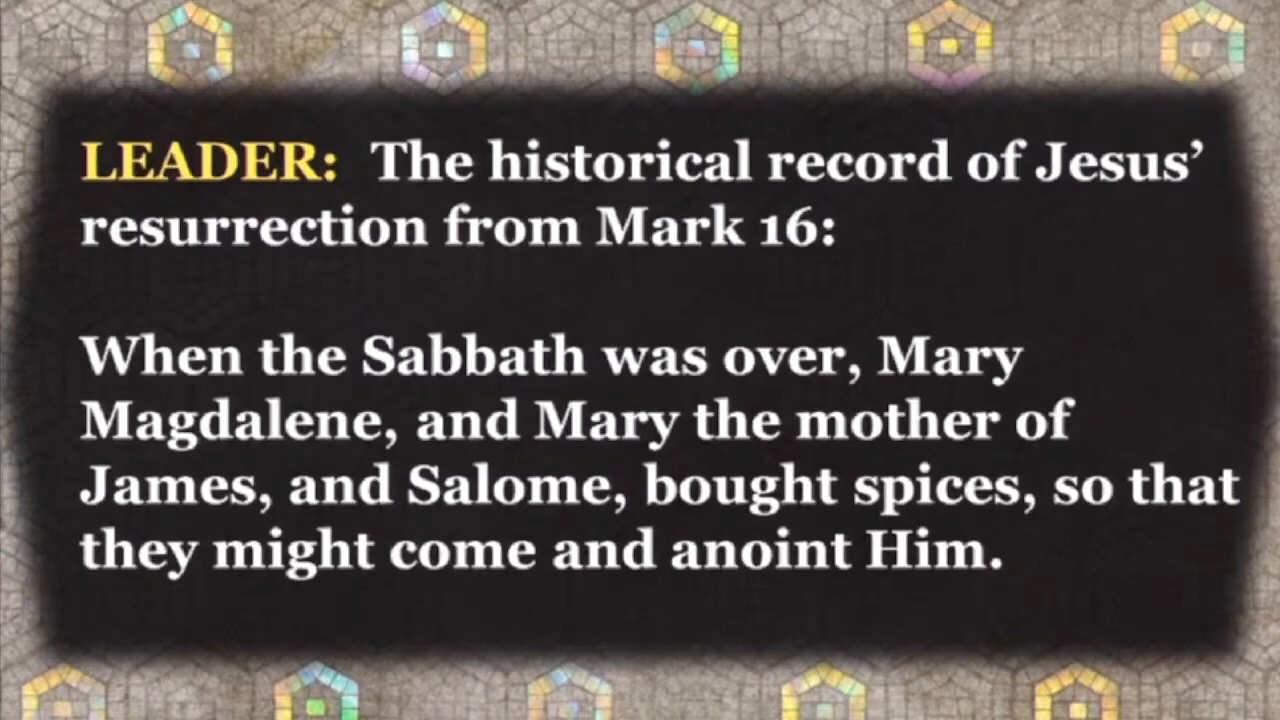 LEADER: The historical record of Jesus’
resurrection from Mark 16:
When the Sabbath was over, Mary
Magdalene, and Mary the mother of
James, and Salome, bought spices, so that
they might come and anoint Him.